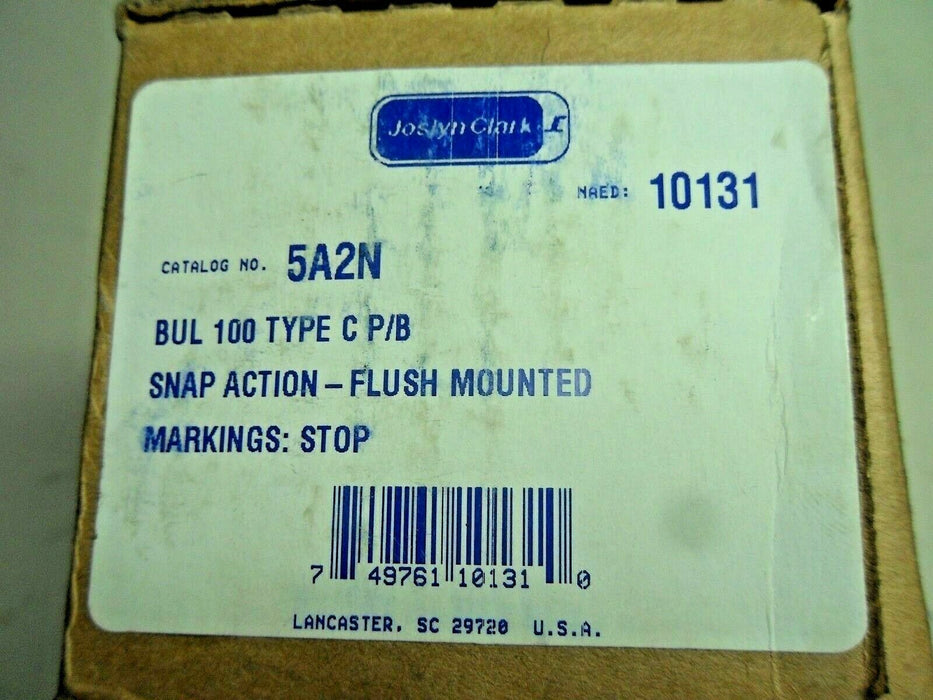 Joslyn Clark
NAED: 10131
CATALOG NO. 5A2N
BUL 100 TYPE C P/B
SNAP ACTION – FLUSH MOUNTED
MARKINGS: STOP
7 49761 10131 0
LANCASTER, SC 29720 U.S.A.